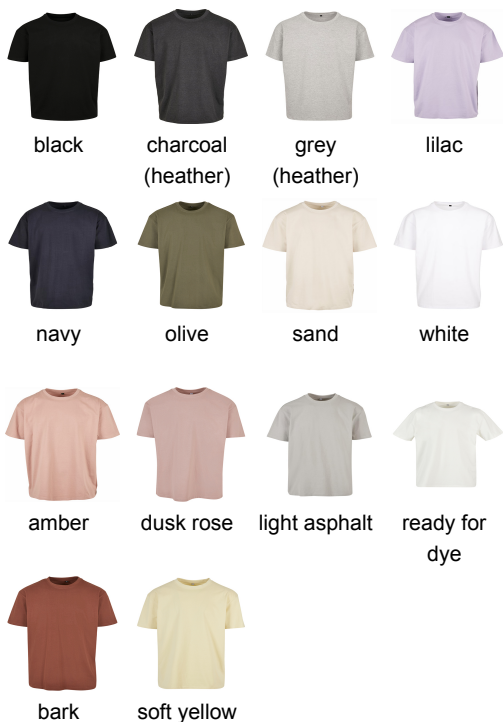 black
charcoal
(heather)
grey
(heather)
lilac
navy
olive
sand
white
amber
dusk rose
light asphalt
ready for
dye
bark
soft yellow